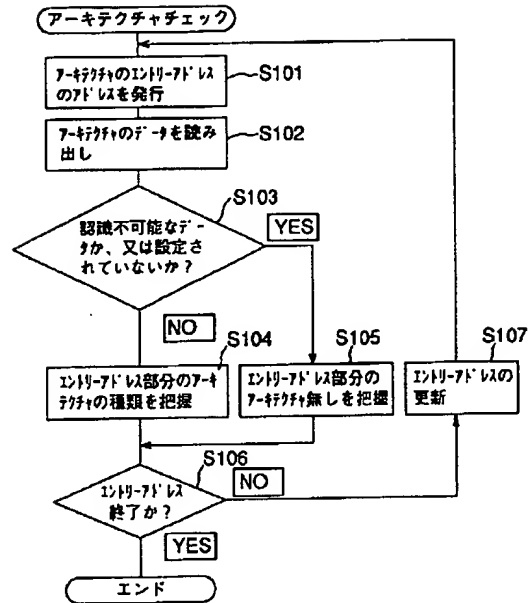 アーキテクチャチェック
ｱｰｷﾃｸﾁｬのｴﾝﾄﾘｰｱﾄﾞﾚｽ
のｱﾄﾞﾚｽを発行
S101
ｱｰｷﾃｸﾁｬのﾃﾞｰﾀを読み
出し
S102
S103
認識不可能なデー
タか、又は設定さ
れていないか？
YES
NO
S104
ｴﾝﾄﾘｰｱﾄﾞﾚｽ部分のｱｰｷ
ﾃｸﾁｬの種類を把握
S105
ｴﾝﾄﾘｰｱﾄﾞﾚｽ部分の
ｱｰｷﾃｸﾁｬ無しを把握
S107
ｴﾝﾄﾘｰｱﾄﾞﾚｽの
更新
S106
ｴﾝﾄﾘｰｱﾄﾞﾚｽ
終了か？
NO
YES
エンド